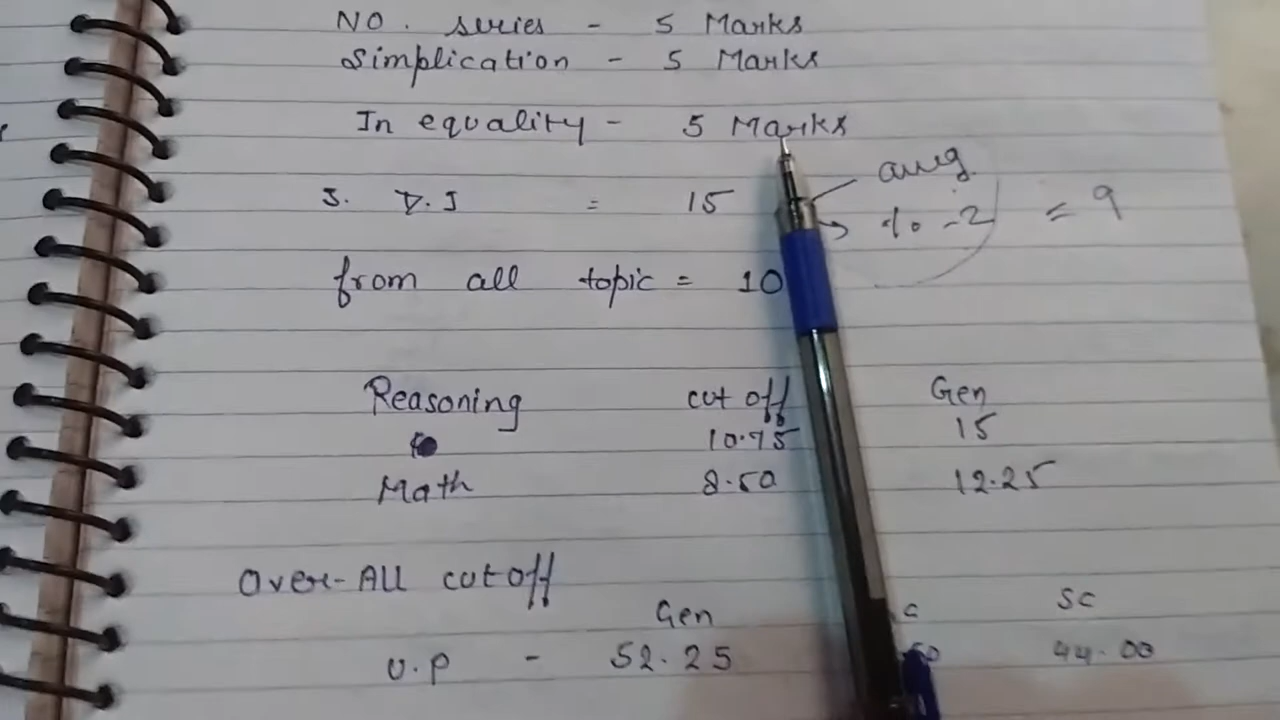 NO. series - 5 Marks
Simplication - 5 Marks
In equality - 5 Marks
avg
3. D.I = 15
% - 2 = 9
from all topic = 10
Reasoning cut off Gen
10.75 15
Math 8.50 12.25
Over-All cut off
Gen SC
U.P - 52.25 44.00